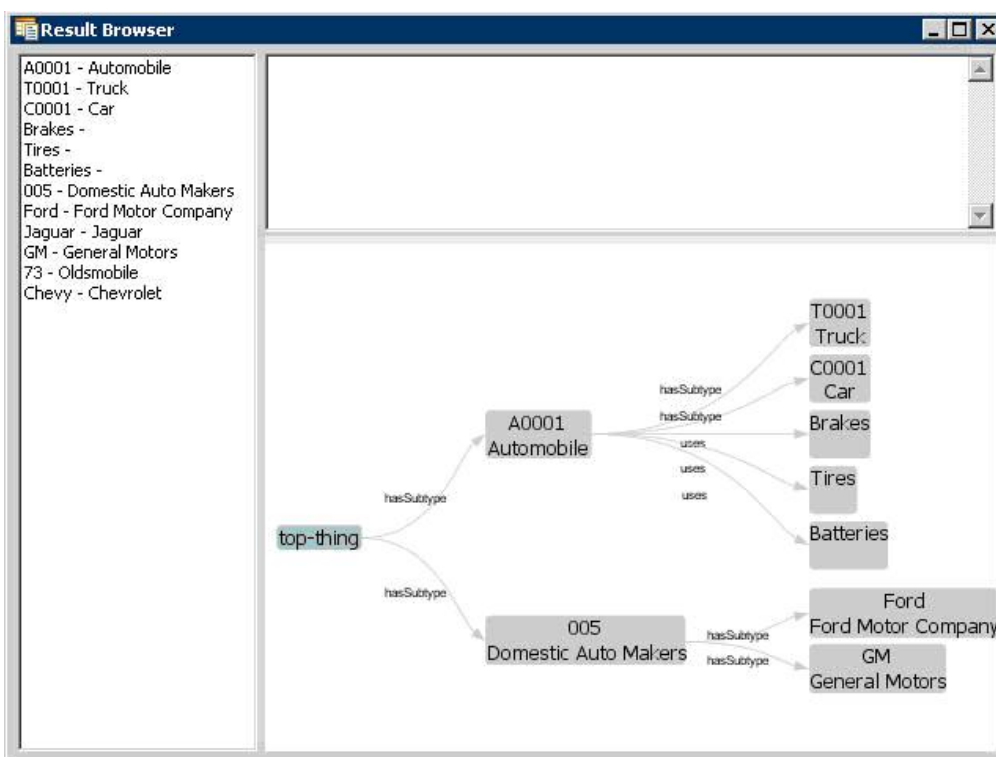 Result Browser
A0001 - Automobile
T0001 - Truck
C0001 - Car
Brakes -
Tires -
Batteries -
005 - Domestic Auto Makers
Ford - Ford Motor Company
Jaguar - Jaguar
GM - General Motors
73 - Oldsmobile
Chevy - Chevrolet
top-thing
hasSubtype
hasSubtype
A0001
Automobile
hasSubtype
hasSubtype
uses
uses
uses
T0001
Truck
C0001
Car
Brakes
Tires
Batteries
005
Domestic Auto Makers
hasSubtype
hasSubtype
Ford
Ford Motor Company
GM
General Motors